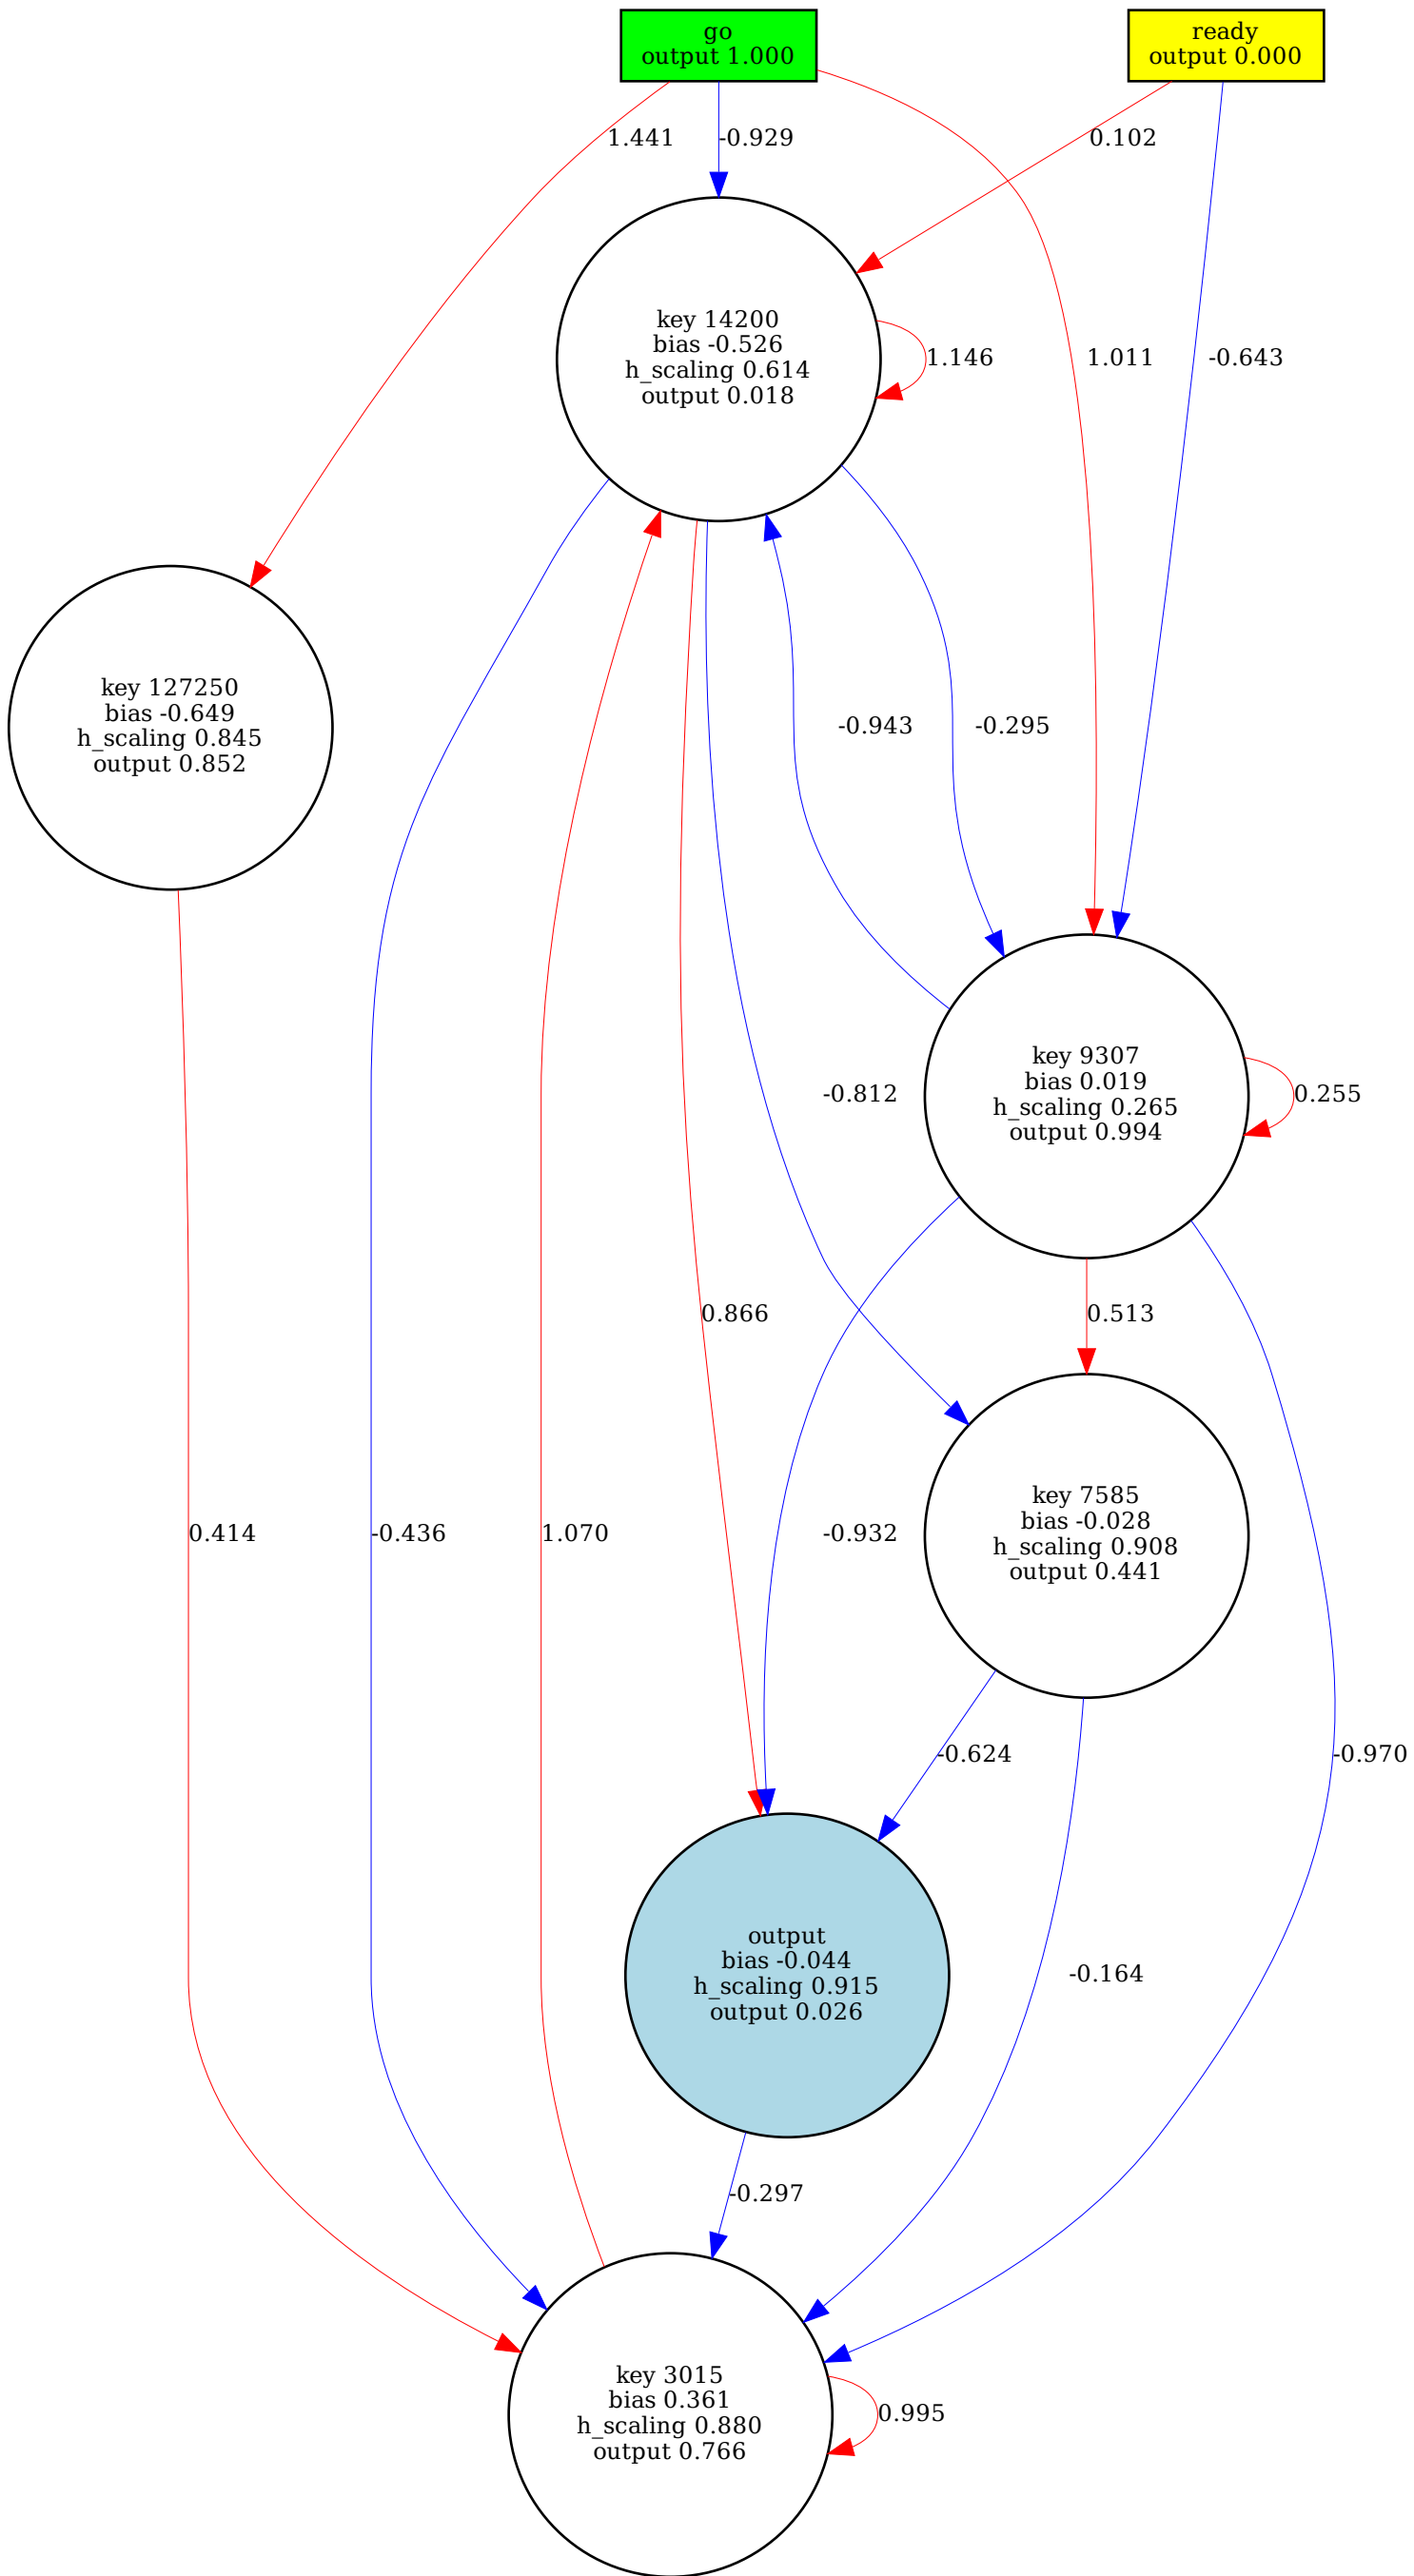 go
output 1.000
ready
output 0.000
1.441
-0.929
0.102
key 14200
bias -0.526
h_scaling 0.614
output 0.018
1.146
1.011
-0.643
key 127250
bias -0.649
h_scaling 0.845
output 0.852
-0.943
-0.295
key 9307
bias 0.019
h_scaling 0.265
output 0.994
-0.812
0.255
0.866
0.513
key 7585
bias -0.028
h_scaling 0.908
output 0.441
0.414
-0.436
1.070
-0.932
-0.624
-0.970
output
bias -0.044
h_scaling 0.915
output 0.026
-0.164
-0.297
key 3015
bias 0.361
h_scaling 0.880
output 0.766
0.995